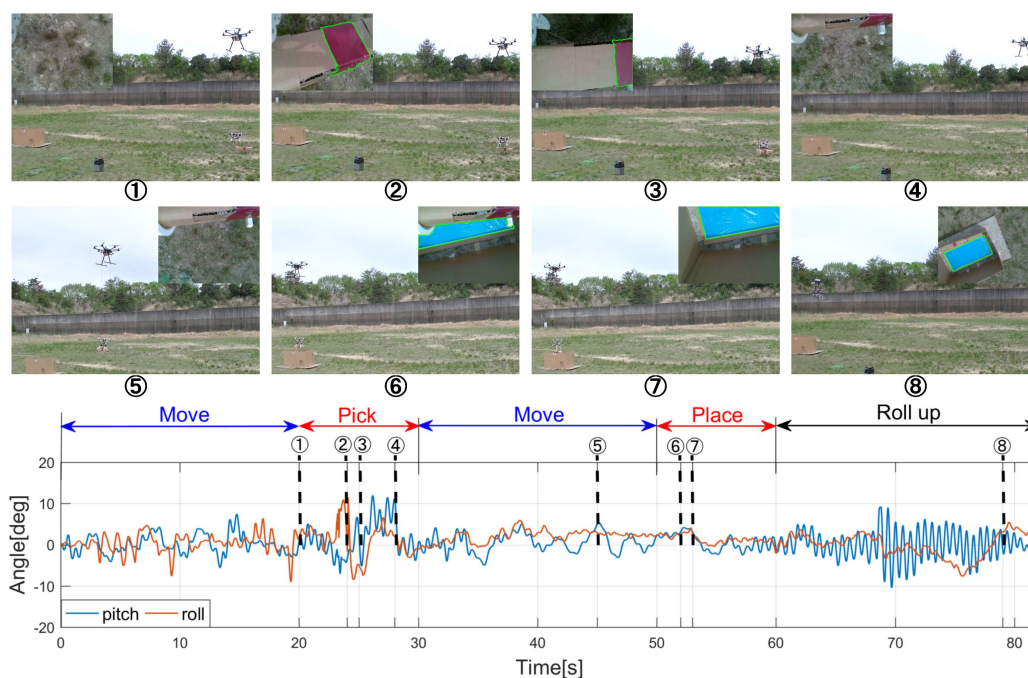 ① ② ③ ④
⑤ ⑥ ⑦ ⑧
Move Pick Move Place Roll up
① ② ③ ④ ⑤ ⑥ ⑦ ⑧
20
10
0
-10
-20
Angle[deg]
pitch roll
0 10 20 30 40 50 60 70 80
Time[s]